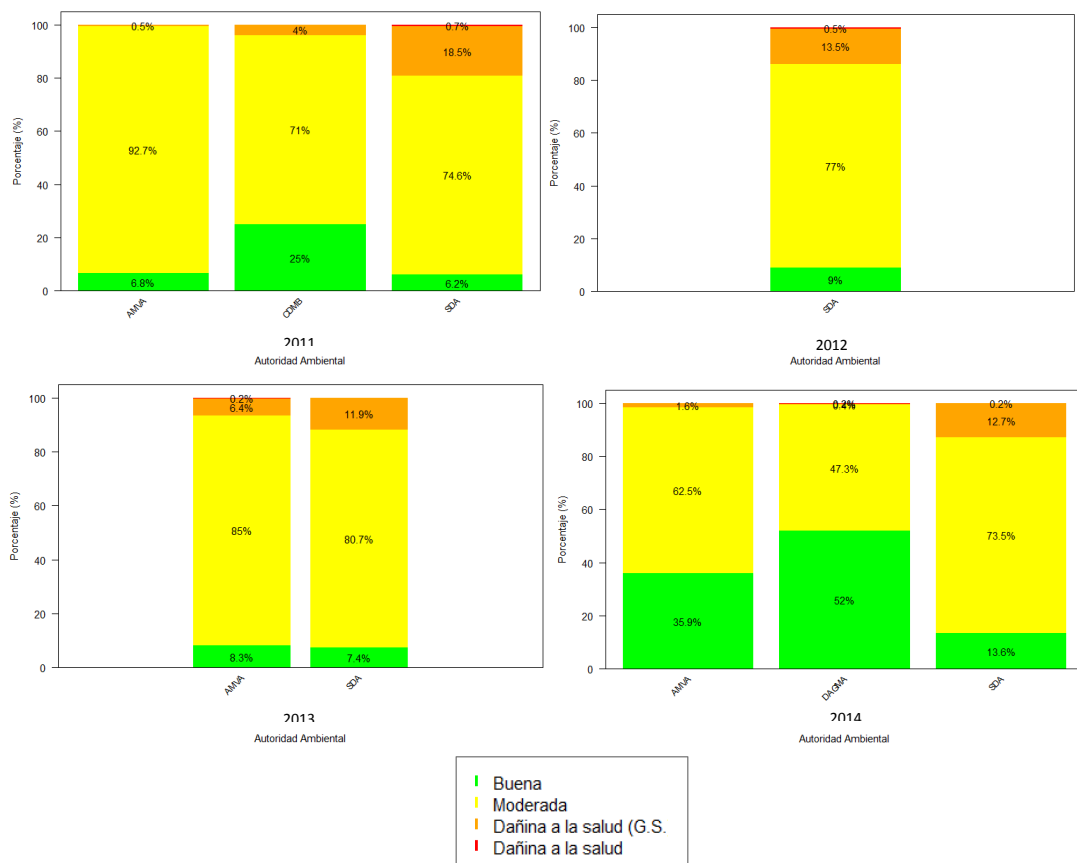 Porcentaje (%)
100
80
60
40
20
0
0.5%
92.7%
6.8%
4%
71%
25%
0.7%
18.5%
74.6%
6.2%
AMVA
CDMB
SDA
2011
Autoridad Ambiental
Porcentaje (%)
100
80
60
40
20
0
0.5%
13.5%
77%
9%
SDA
2012
Autoridad Ambiental
Porcentaje (%)
100
80
60
40
20
0
0.2%
6.4%
85%
8.3%
11.9%
80.7%
7.4%
AMVA
SDA
2013
Autoridad Ambiental
Porcentaje (%)
100
80
60
40
20
0
1.6%
62.5%
35.9%
0.2%
0.4%
47.3%
52%
0.2%
12.7%
73.5%
13.6%
AMVA
DAGMA
SDA
2014
Autoridad Ambiental
Buena
Moderada
Dañina a la salud (G.S.
Dañina a la salud